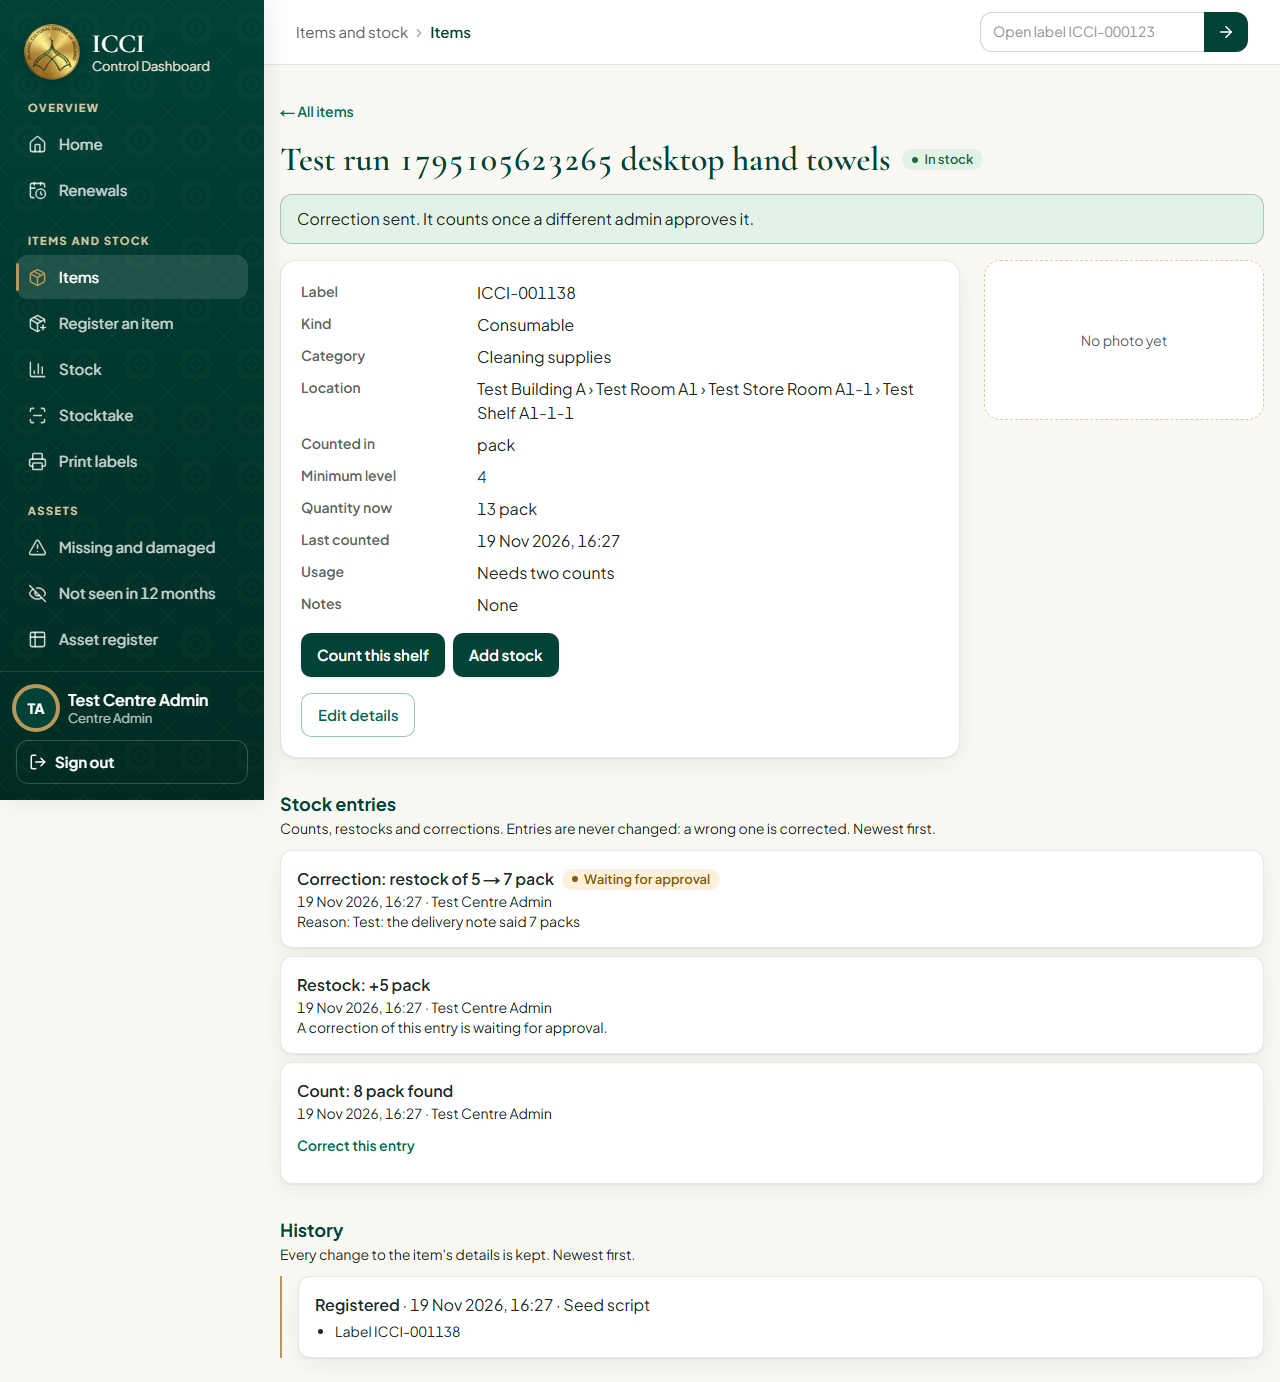 ICCI
Control Dashboard
OVERVIEW
Home
Renewals
ITEMS AND STOCK
Items
Register an item
Stock
Stocktake
Print labels
ASSETS
Missing and damaged
Not seen in 12 months
Asset register
TA
Test Centre Admin
Centre Admin
Sign out
Items and stock › Items
Open label ICCI-000123
← All items
Test run 1795105623265 desktop hand towels
In stock
Correction sent. It counts once a different admin approves it.
Label ICCI-001138
Kind Consumable
Category Cleaning supplies
Location Test Building A › Test Room A1 › Test Store Room A1-1 › Test
Shelf A1-1-1
Counted in pack
Minimum level 4
Quantity now 13 pack
Last counted 19 Nov 2026, 16:27
Usage Needs two counts
Notes None
Count this shelf
Add stock
Edit details
No photo yet
Stock entries
Counts, restocks and corrections. Entries are never changed: a wrong one is corrected. Newest first.
Correction: restock of 5 → 7 pack
Waiting for approval
19 Nov 2026, 16:27 · Test Centre Admin
Reason: Test: the delivery note said 7 packs
Restock: +5 pack
19 Nov 2026, 16:27 · Test Centre Admin
A correction of this entry is waiting for approval.
Count: 8 pack found
19 Nov 2026, 16:27 · Test Centre Admin
Correct this entry
History
Every change to the item's details is kept. Newest first.
Registered · 19 Nov 2026, 16:27 · Seed script
• Label ICCI-001138